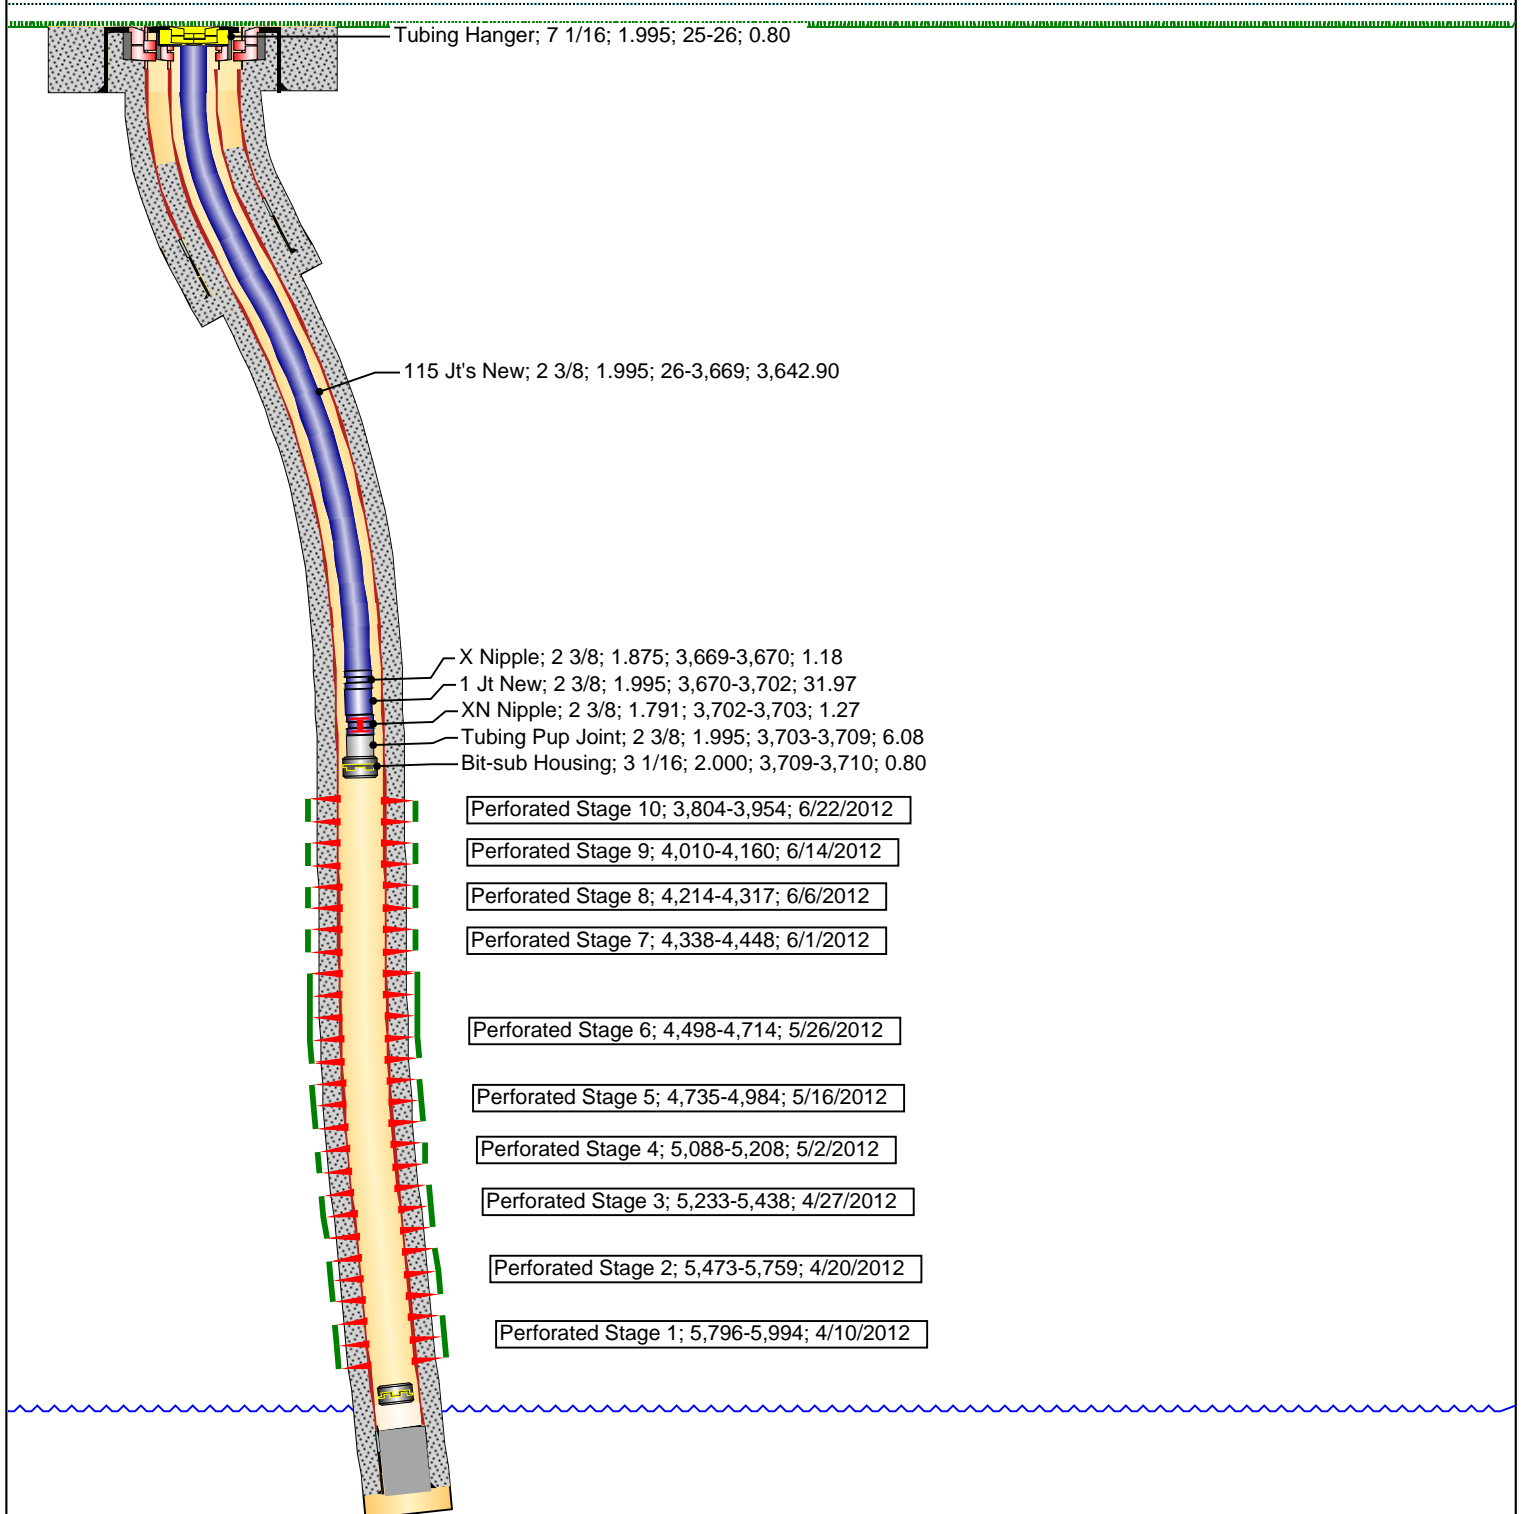 Tubing Hanger; 7 1/16; 1.995; 25-26; 0.80
115 Jt's New; 2 3/8; 1.995; 26-3,669; 3,642.90
X Nipple; 2 3/8; 1.875; 3,669-3,670; 1.18
1 Jt New; 2 3/8; 1.995; 3,670-3,702; 31.97
XN Nipple; 2 3/8; 1.791; 3,702-3,703; 1.27
Tubing Pup Joint; 2 3/8; 1.995; 3,703-3,709; 6.08
Bit-sub Housing; 3 1/16; 2.000; 3,709-3,710; 0.80
Perforated Stage 10; 3,804-3,954; 6/22/2012
Perforated Stage 9; 4,010-4,160; 6/14/2012
Perforated Stage 8; 4,214-4,317; 6/6/2012
Perforated Stage 7; 4,338-4,448; 6/1/2012
Perforated Stage 6; 4,498-4,714; 5/26/2012
Perforated Stage 5; 4,735-4,984; 5/16/2012
Perforated Stage 4; 5,088-5,208; 5/2/2012
Perforated Stage 3; 5,233-5,438; 4/27/2012
Perforated Stage 2; 5,473-5,759; 4/20/2012
Perforated Stage 1; 5,796-5,994; 4/10/2012